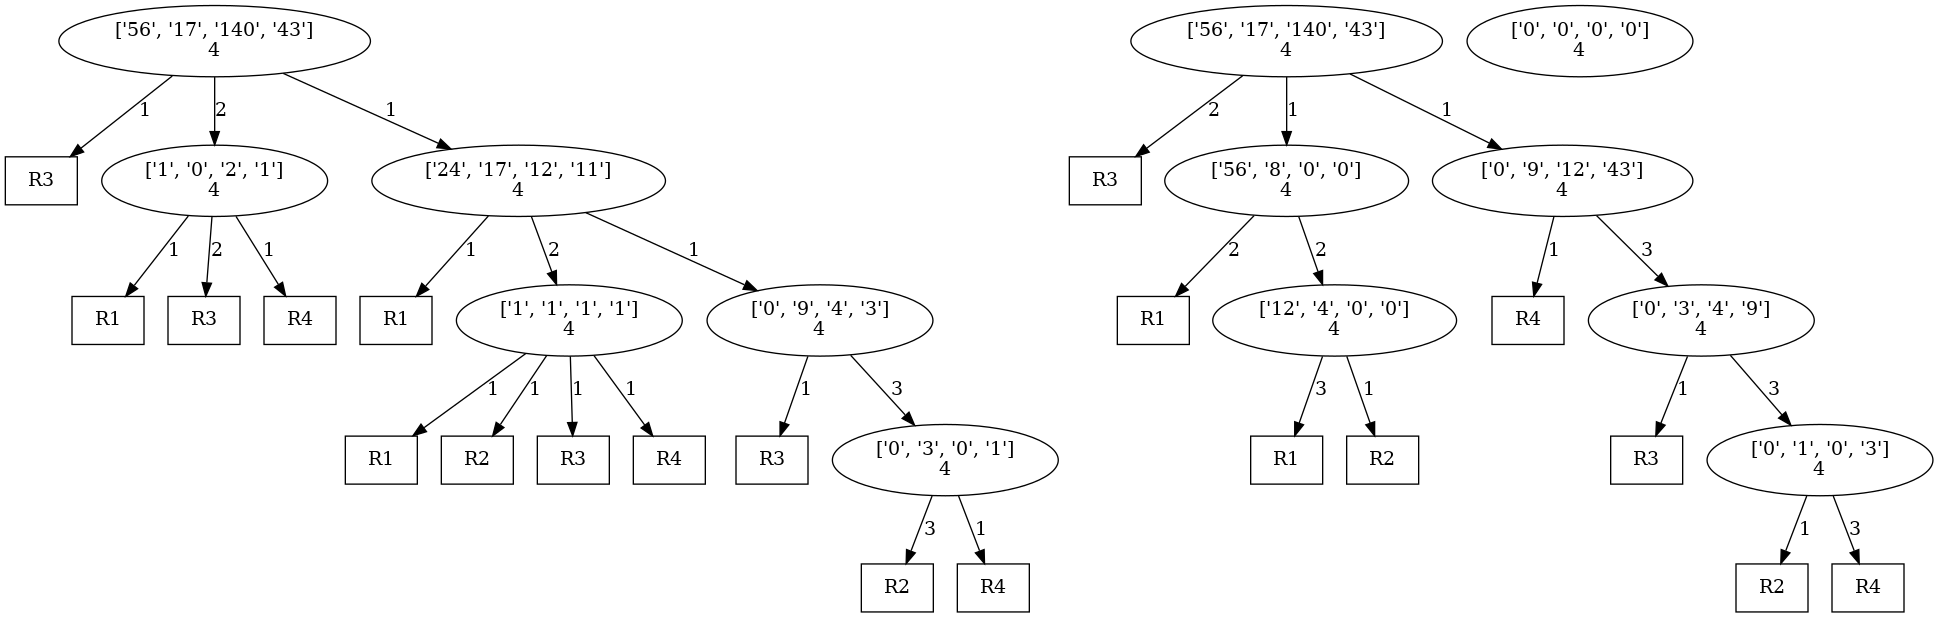 ['56', '17', '140', '43']
4
['56', '17', '140', '43']
4
['0', '0', '0', '0']
4
1
2
1
2
1
1
R3
['1', '0', '2', '1']
4
['24', '17', '12', '11']
4
R3
['56', '8', '0', '0']
4
['0', '9', '12', '43']
4
1
2
1
1
2
1
2
2
1
3
R1
R3
R4
R1
['1', '1', '1', '1']
4
['0', '9', '4', '3']
4
R1
['12', '4', '0', '0']
4
R4
['0', '3', '4', '9']
4
1
1
1
1
1
3
3
1
1
3
R1
R2
R3
R4
R3
['0', '3', '0', '1']
4
R1
R2
R3
['0', '1', '0', '3']
4
3
1
1
3
R2
R4
R2
R4